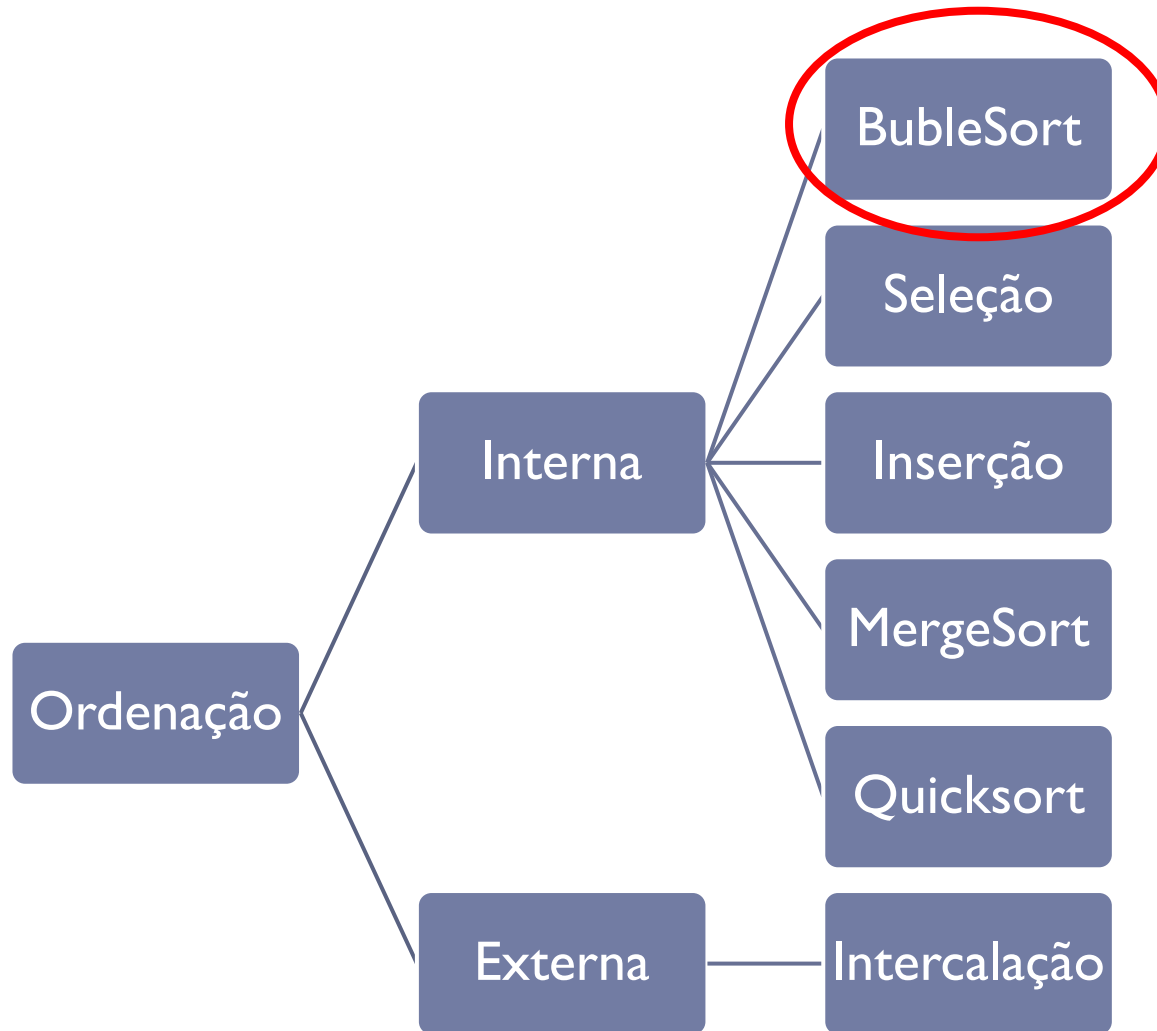 BubleSort
Seleção
Interna
Inserção
MergeSort
Ordenação
Quicksort
Externa
Intercalação